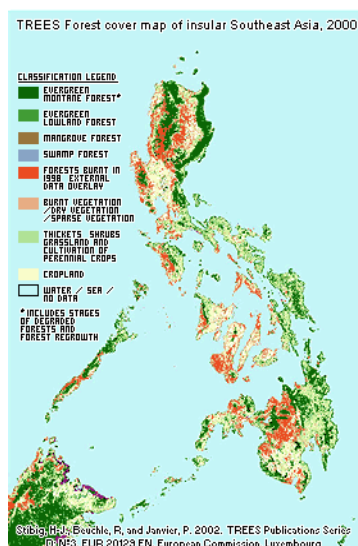 TREES Forest cover map of insular Southeast Asia, 2000
CLASSIFICATION LEGEND
EVERGREEN
MONTANE FOREST*
EVERGREEN
LOWLAND FOREST
MANGROVE FOREST
SWAMP FOREST
FORESTS BURNT IN
1998 EXTERNAL
DATA OVERLAY
BURNT VEGETATION
/DRY VEGETATION
/SPARSE VEGETATION
THICKETS SHRUBS
GRASSLAND AND
CULTIVATION OF
PERENNIAL CROPS
CROPLAND
WATER / SEA /
NO DATA
*INCLUDES STAGES
OF DEGRADED
FORESTS AND
FOREST REGROWTH
Stibig, H-J, Beuchle, R, and Janvier, P. 2002. TREES Publications Series
D, N°3, EUR 20129 EN, European Commission, Luxembourg